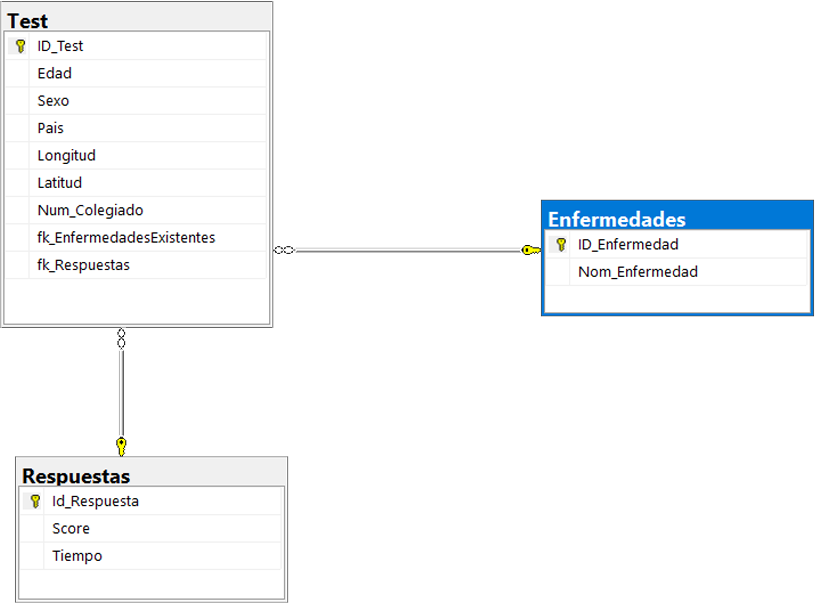 Test
ID_Test
Edad
Sexo
Pais
Longitud
Latitud
Num_Colegiado
fk_EnfermedadesExistentes
fk_Respuestas
Enfermedades
ID_Enfermedad
Nom_Enfermedad
Respuestas
Id_Respuesta
Score
Tiempo